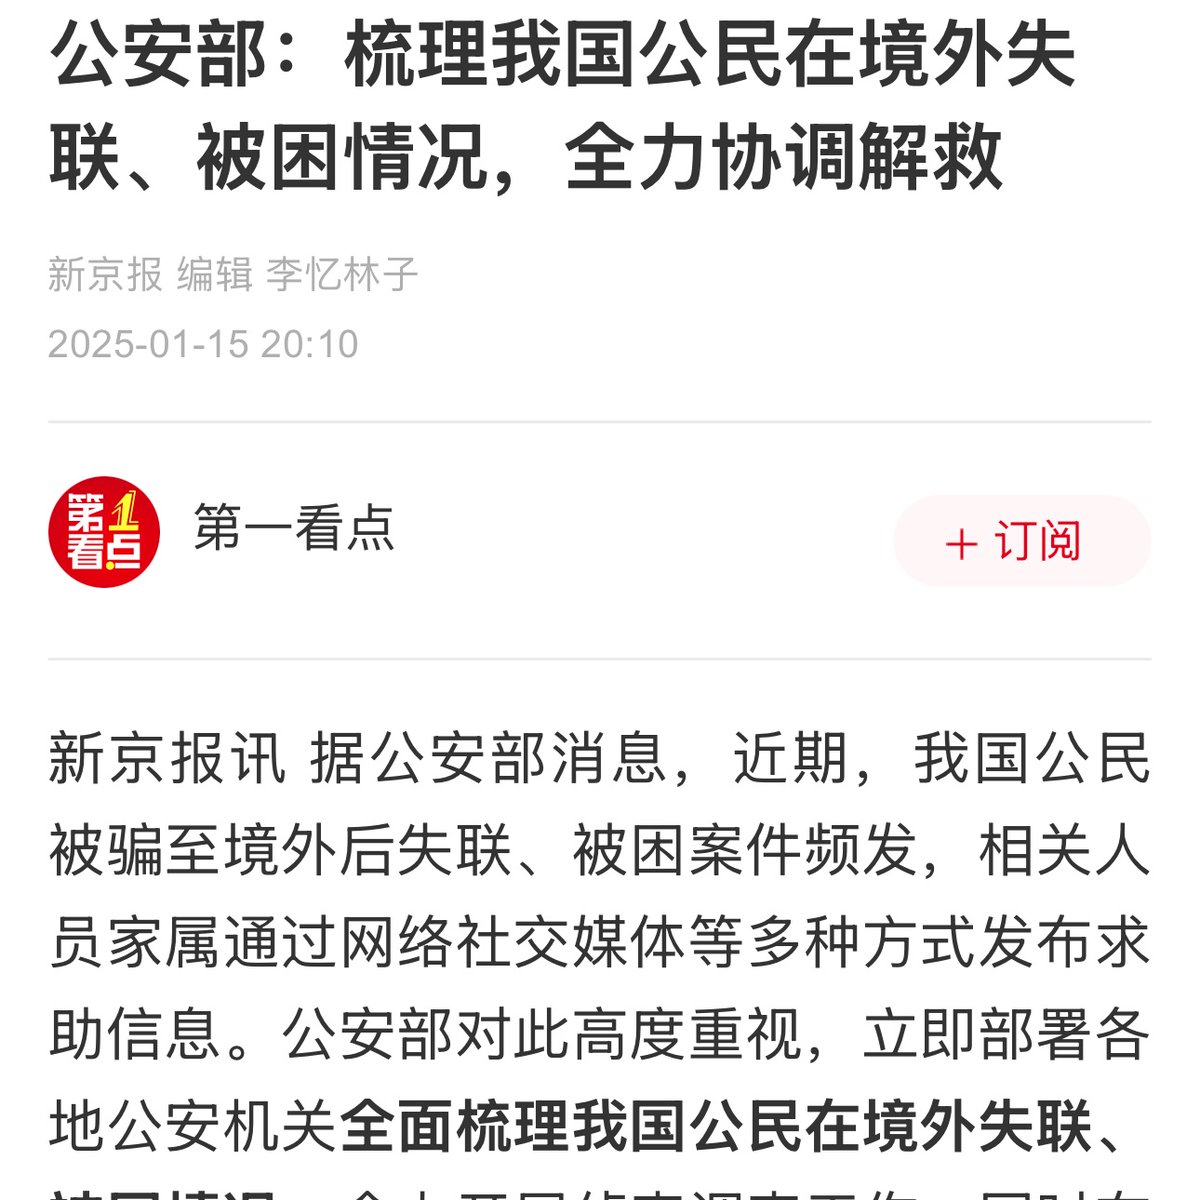 公安部：梳理我国公民在境外失
联、被困情况，全力协调解救
新京报 编辑 李忆林子
2025-01-15 20:10
第1
看点
第一看点
+ 订阅
新京报讯 据公安部消息，近期，我国公民
被骗至境外后失联、被困案件频发，相关人
员家属通过网络社交媒体等多种方式发布求
助信息。公安部对此高度重视，立即部署各
地公安机关全面梳理我国公民在境外失联、